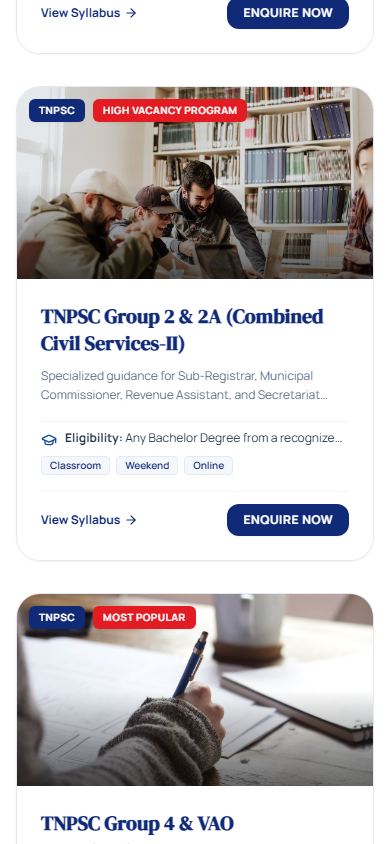 View Syllabus →
ENQUIRE NOW
TNPSC
HIGH VACANCY PROGRAM
TNPSC Group 2 & 2A (Combined
Civil Services-II)
Specialized guidance for Sub-Registrar, Municipal
Commissioner, Revenue Assistant, and Secretariat...
Eligibility: Any Bachelor Degree from a recognize...
Classroom
Weekend
Online
View Syllabus →
ENQUIRE NOW
TNPSC
MOST POPULAR
TNPSC Group 4 & VAO